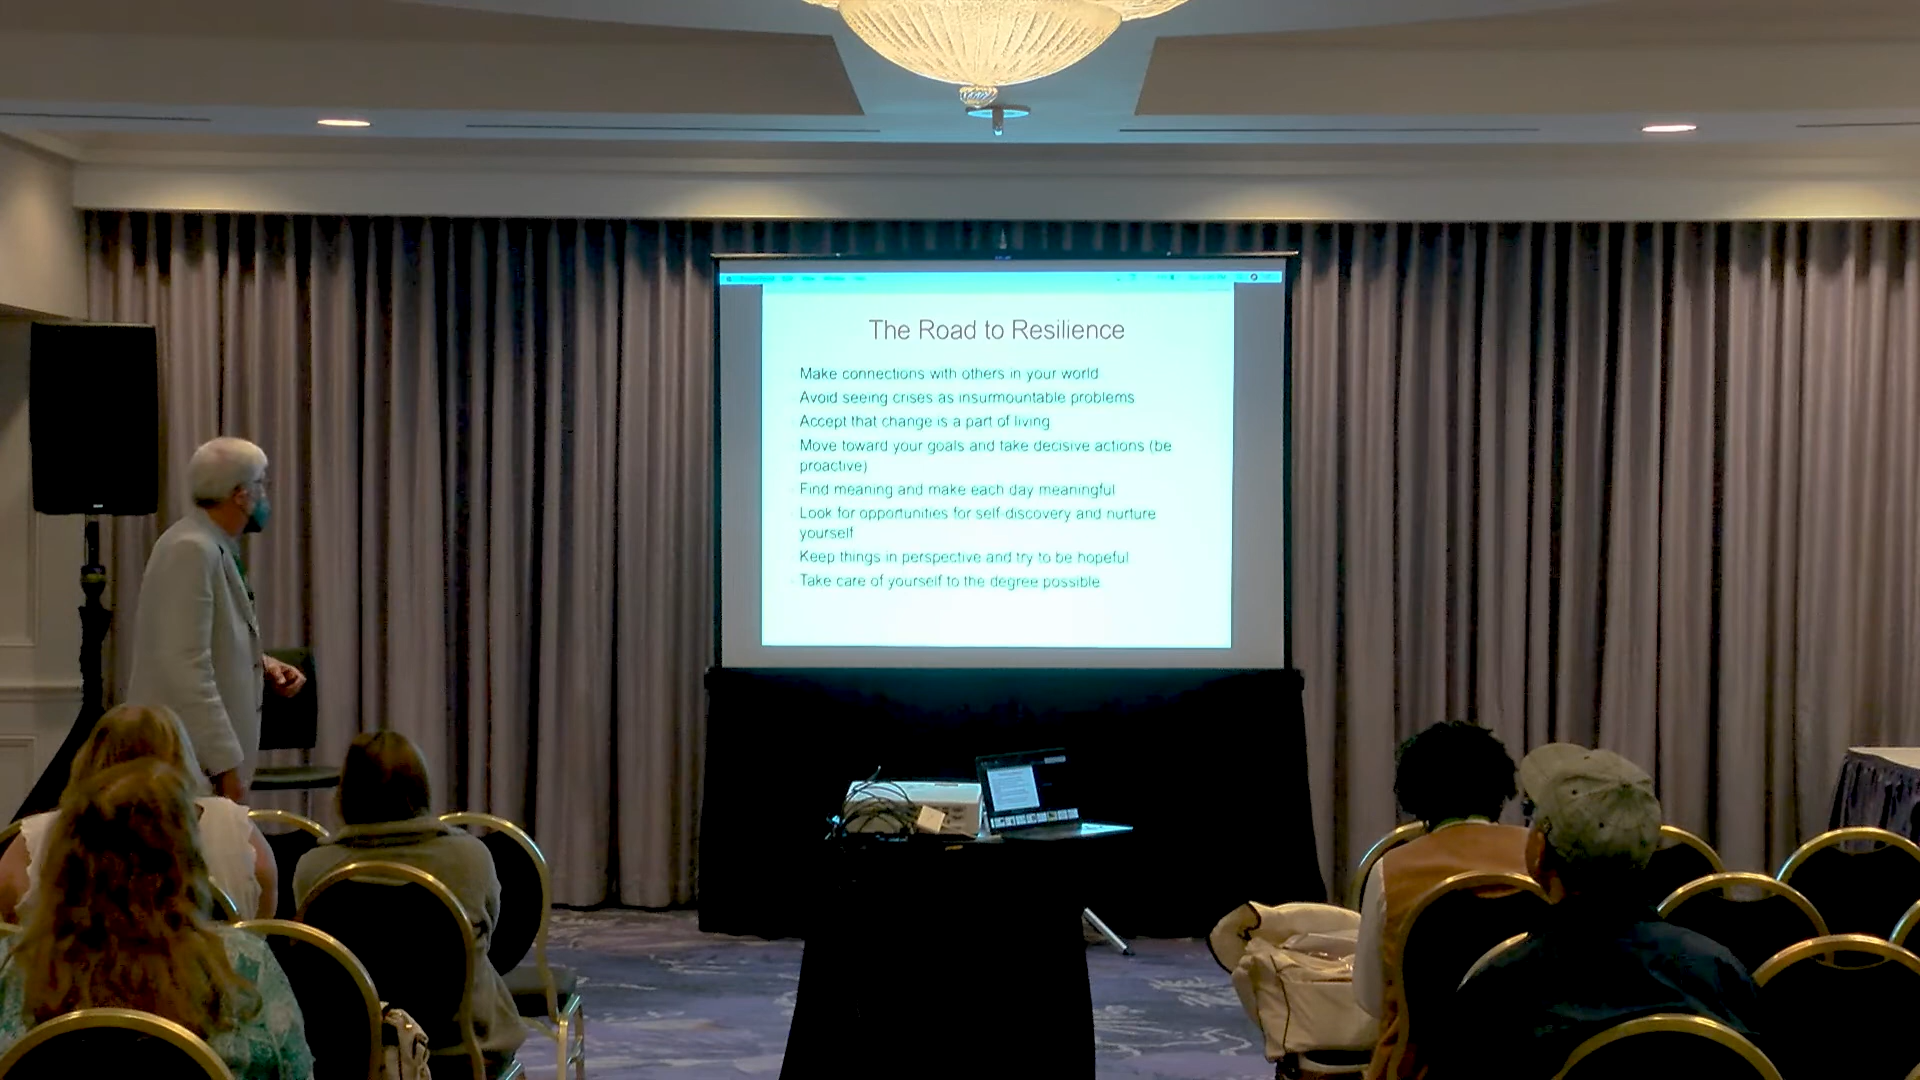 The Road to Resilience
Make connections with others in your world
Avoid seeing crises as insurmountable problems
Accept that change is a part of living
Move toward your goals and take decisive actions (be
proactive)
Find meaning and make each day meaningful
Look for opportunities for self-discovery and nurture
yourself
Keep things in perspective and try to be hopeful
Take care of yourself to the degree possible